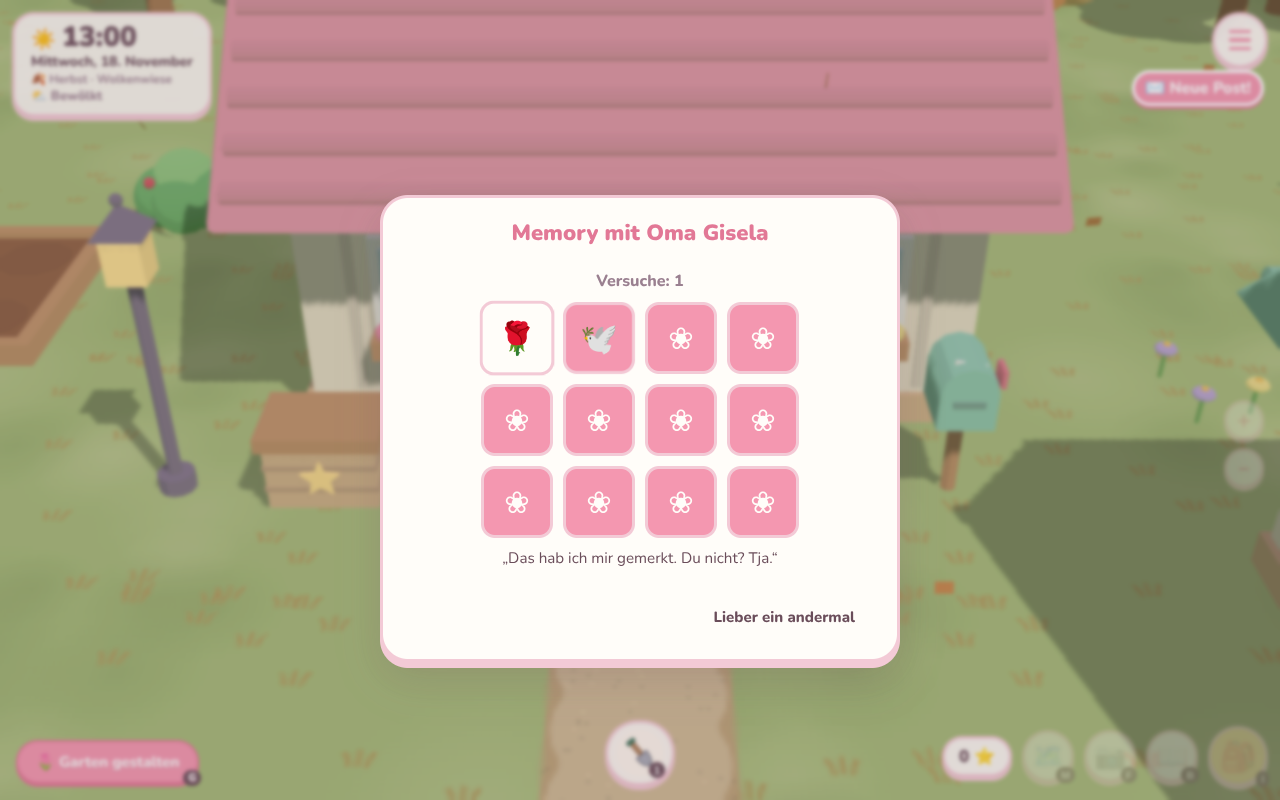 13:00
Mittwoch, 18. November
Herbst · Wolkenwiese
Bewölkt
Neue Post!
Memory mit Oma Gisela
Versuche: 1
„Das hab ich mir gemerkt. Du nicht? Tja.“
Lieber ein andermal
Garten gestalten
0